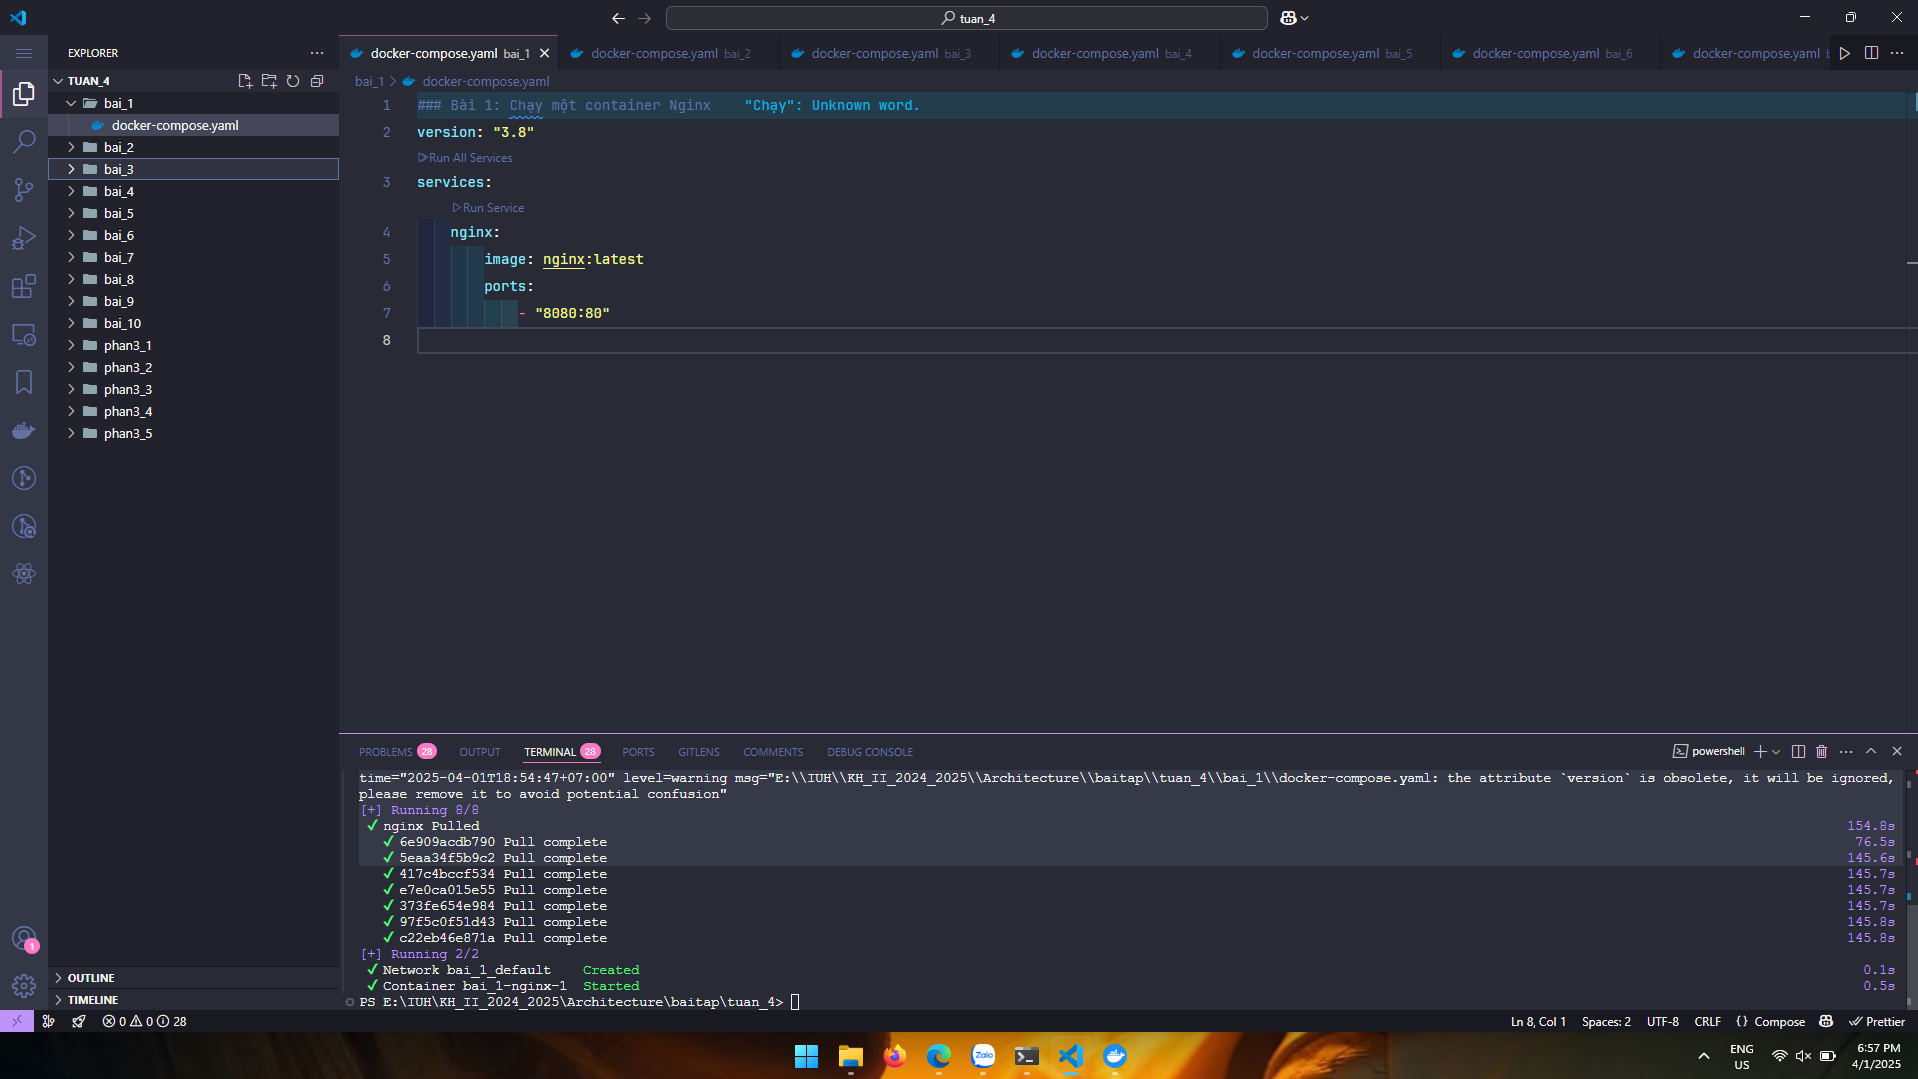 tuan_4
EXPLORER
TUAN_4
bai_1
docker-compose.yaml
bai_2
bai_3
bai_4
bai_5
bai_6
bai_7
bai_8
bai_9
bai_10
phan3_1
phan3_2
phan3_3
phan3_4
phan3_5
OUTLINE
TIMELINE
docker-compose.yaml bai_1
docker-compose.yaml bai_2
docker-compose.yaml bai_3
docker-compose.yaml bai_4
docker-compose.yaml bai_5
docker-compose.yaml bai_6
docker-compose.yaml
bai_1 > docker-compose.yaml
1 ### Bài 1: Chạy một container Nginx "Chạy": Unknown word.
2 version: "3.8"
Run All Services
3 services:
Run Service
4 nginx:
5 image: nginx:latest
6 ports:
7 - "8080:80"
8
PROBLEMS 28 OUTPUT TERMINAL 28 PORTS GITLENS COMMENTS DEBUG CONSOLE powershell
time="2025-04-01T18:54:47+07:00" level=warning msg="E:\\IUH\\KH_II_2024_2025\\Architecture\\baitap\\tuan_4\\bai_1\\docker-compose.yaml: the attribute `version` is obsolete, it will be ignored,
please remove it to avoid potential confusion"
[+] Running 8/8
✔ nginx Pulled 154.8s
✔ 6e909acdb790 Pull complete 76.5s
✔ 5eaa34f5b9c2 Pull complete 145.6s
✔ 417c4bccf534 Pull complete 145.7s
✔ e7e0ca015e55 Pull complete 145.7s
✔ 373fe654e984 Pull complete 145.7s
✔ 97f5c0f51d43 Pull complete 145.8s
✔ c22eb46e871a Pull complete 145.8s
[+] Running 2/2
✔ Network bai_1_default Created 0.1s
✔ Container bai_1-nginx-1 Started 0.5s
PS E:\IUH\KH_II_2024_2025\Architecture\baitap\tuan_4>
1
0 0 28
Ln 8, Col 1 Spaces: 2 UTF-8 CRLF {} Compose Prettier
Zalo
ENG
US
6:57 PM
4/1/2025